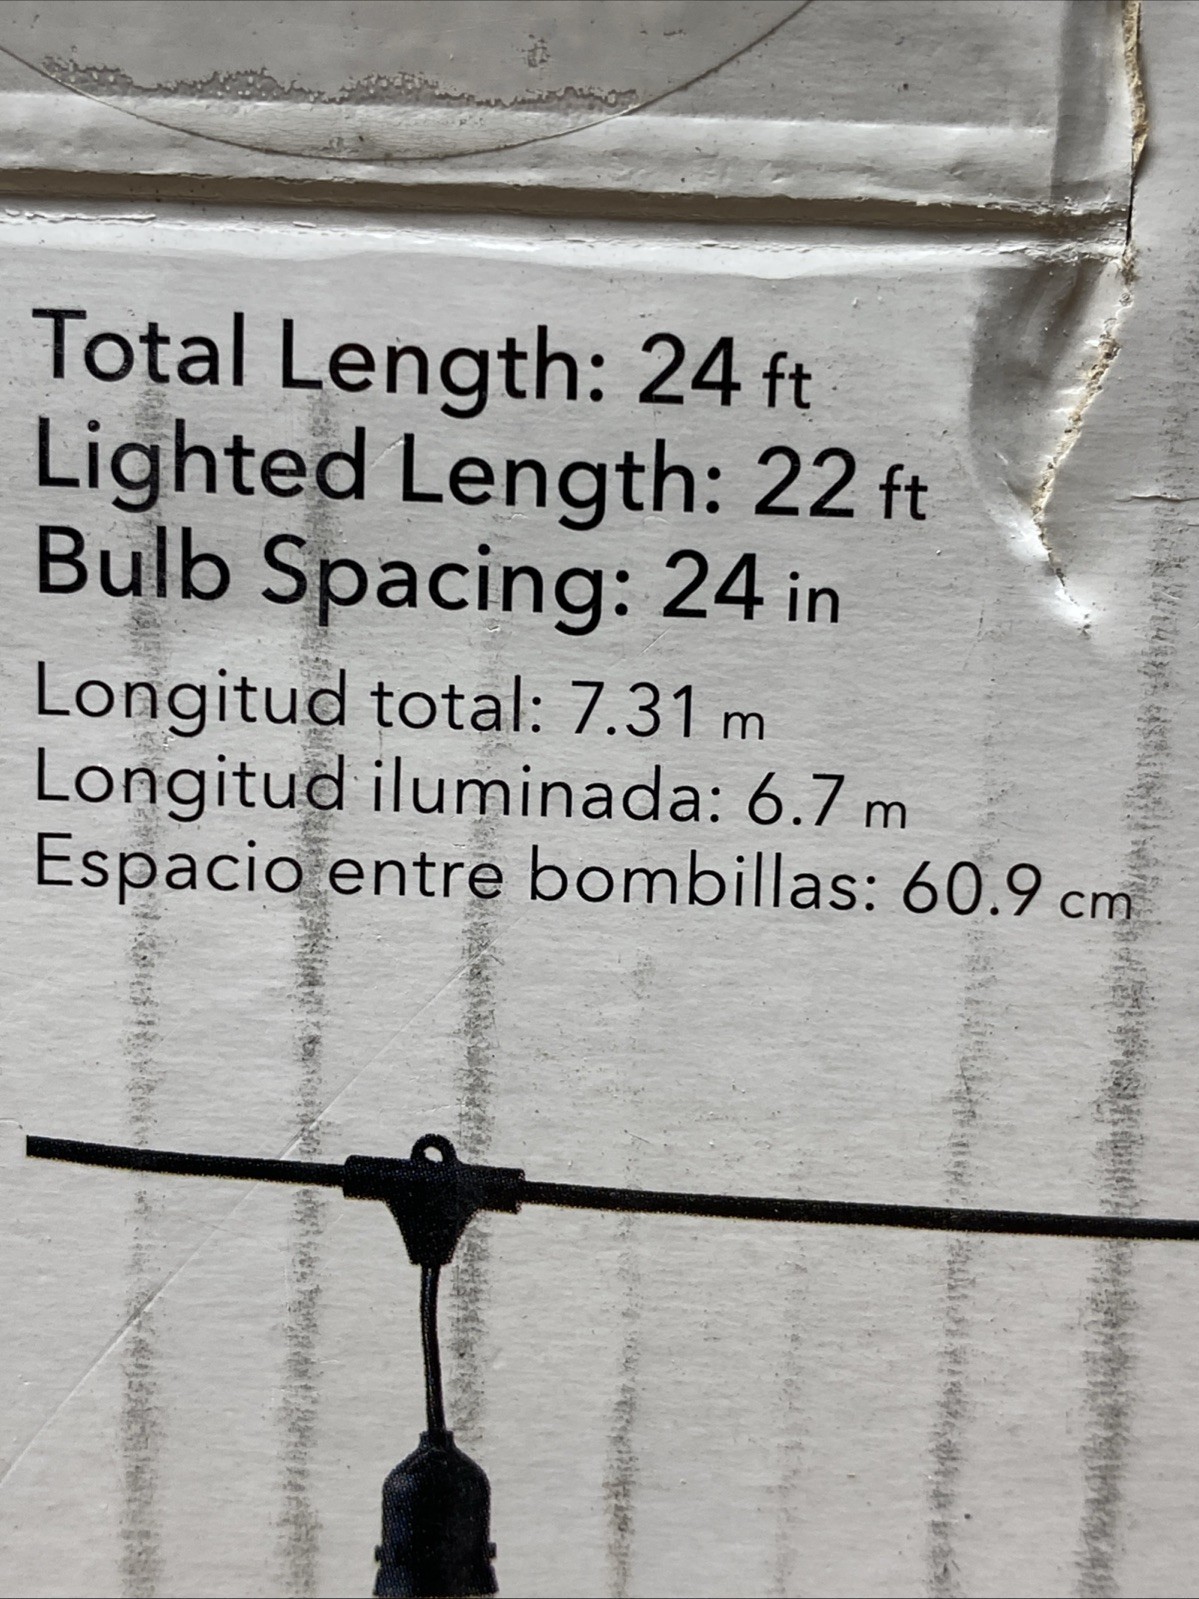 Total Length: 24 ft
Lighted Length: 22 ft
Bulb Spacing: 24 in
Longitud total: 7.31 m
Longitud iluminada: 6.7 m
Espacio entre bombillas: 60.9 cm